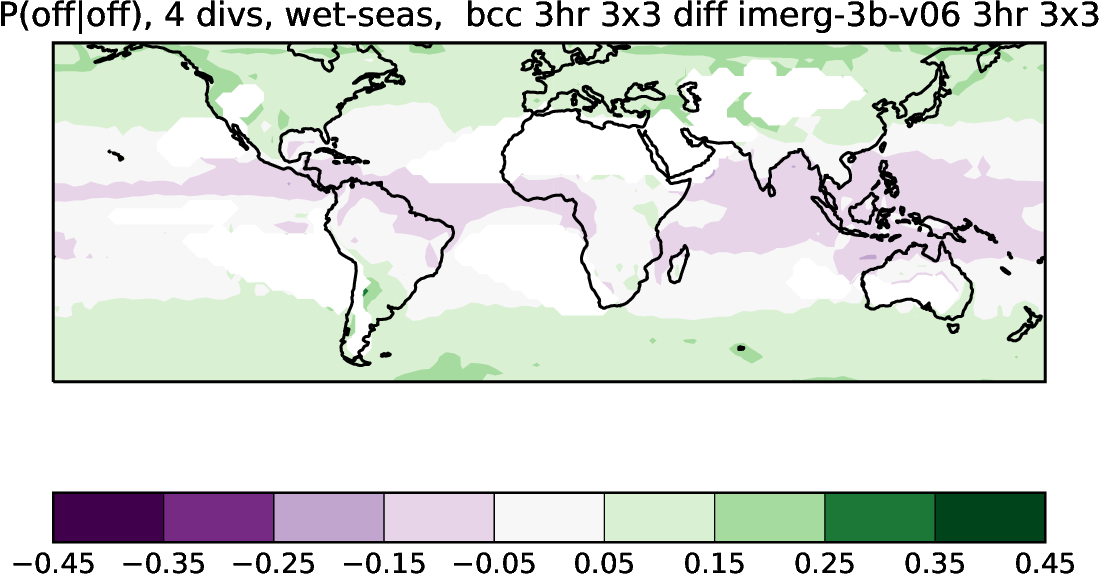 P(off|off), 4 divs, wet-seas,  bcc 3hr 3x3 diff imerg-3b-v06 3hr 3x3
−0.45 −0.35 −0.25 −0.15 −0.05 0.05 0.15 0.25 0.35 0.45